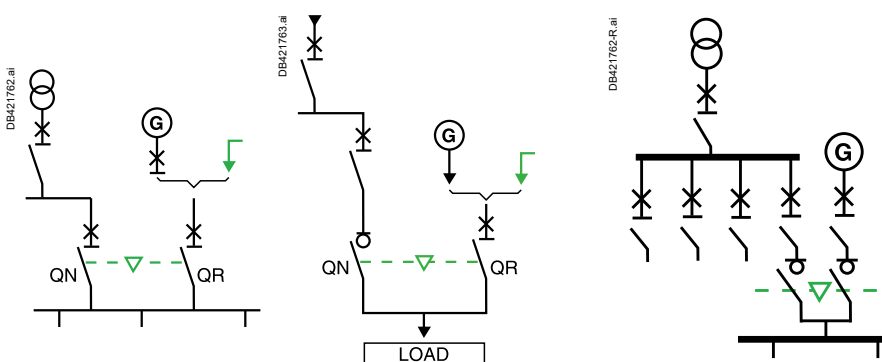 DB421762.ai
G
QN
QR
DB421763.ai
G
QN
QR
LOAD
DB421762-R.ai
G